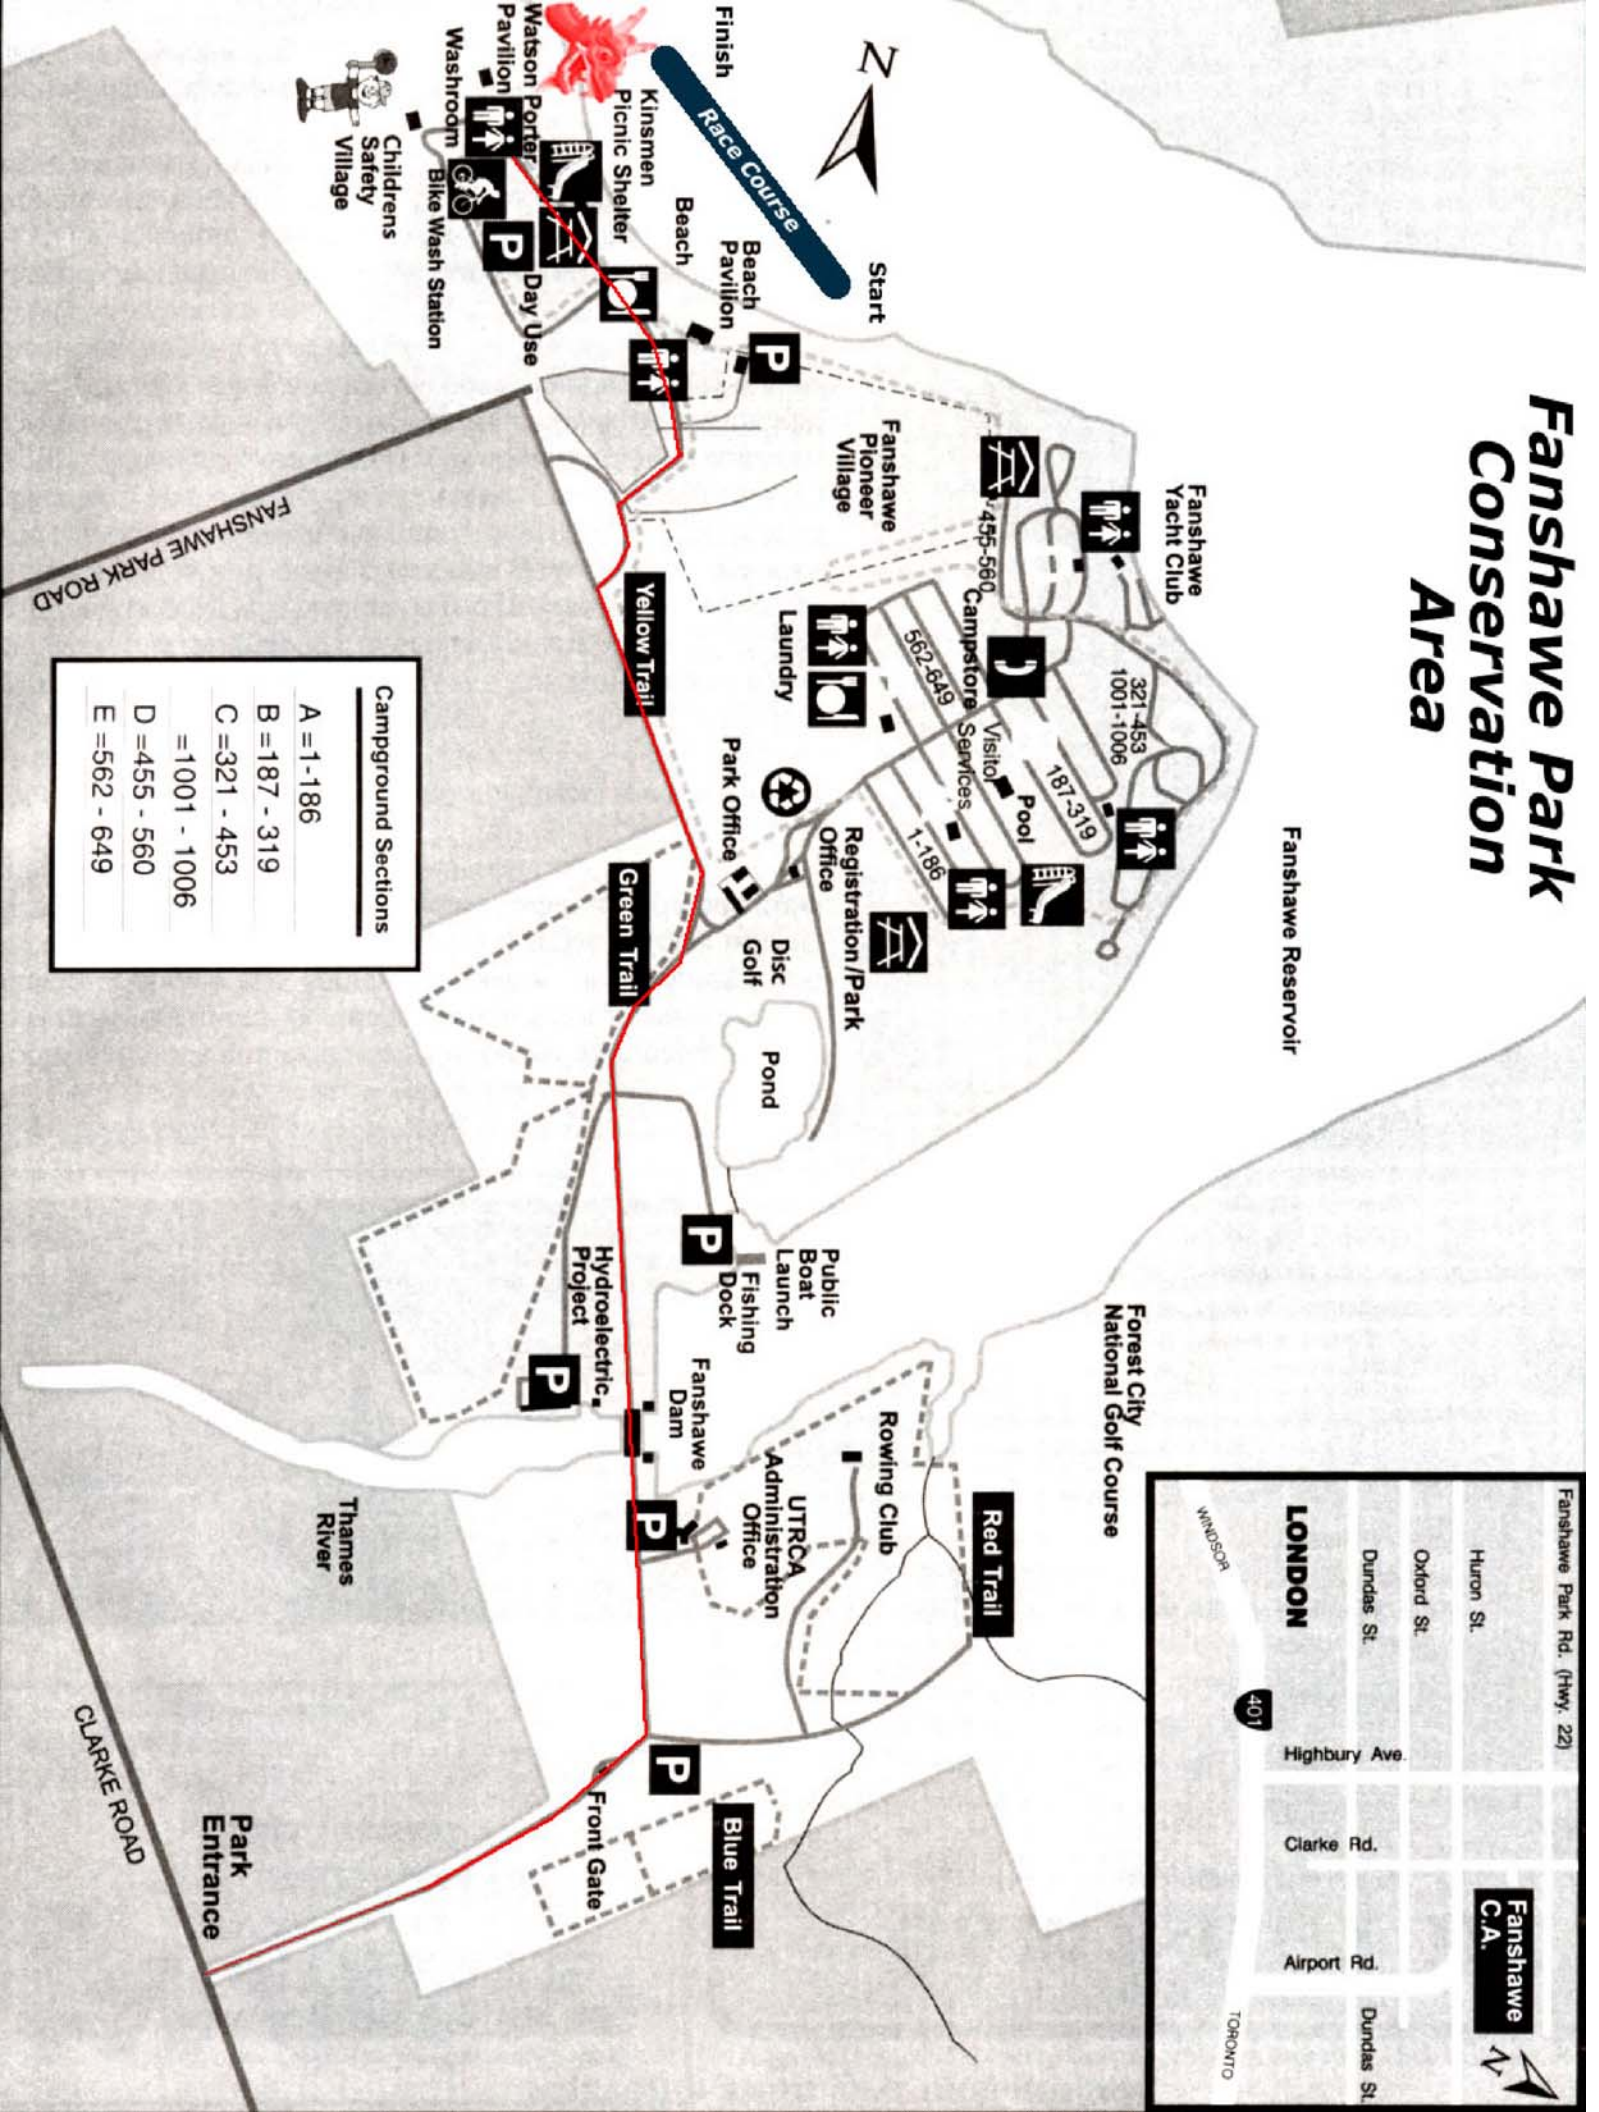 Fanshawe Park
Conservation
Area
Fanshawe Park Rd. (Hwy. 22)
Huron St.
Oxford St.
Dundas St.
Dundas St.
LONDON
WINDSOR
401
Highbury Ave.
Clarke Rd.
Airport Rd.
TORONTO
Fanshawe
C.A.
N
Fanshawe Reservoir
Fanshawe
Yacht Club
Forest City
National Golf Course
N
Finish
Race Course
Start
321-453
1001-1006
187-319
Pool
Visitor
Services
Campstore
455-560
562-649
1-186
Fanshawe
Pioneer
Village
Laundry
Registration/Park
Office
Park Office
Disc
Golf
Pond
Public
Boat
Launch
Fishing
Dock
P
Red Trail
Rowing Club
UTRCA
Administration
Office
Fanshawe
Dam
P
Hydroelectric
Project
P
P
Blue Trail
Front Gate
Park
Entrance
CLARKE ROAD
Thames
River
Green Trail
Yellow Trail
P
Beach
Pavilion
Beach
Kinsmen
Picnic Shelter
Watson Porter
Pavilion
Washroom
P
Day Use
Bike Wash Station
Childrens
Safety
Village
FANSHAWE PARK ROAD
Campground Sections
A =1-186
B =187 - 319
C =321 - 453
=1001 - 1006
D =455 - 560
E =562 - 649